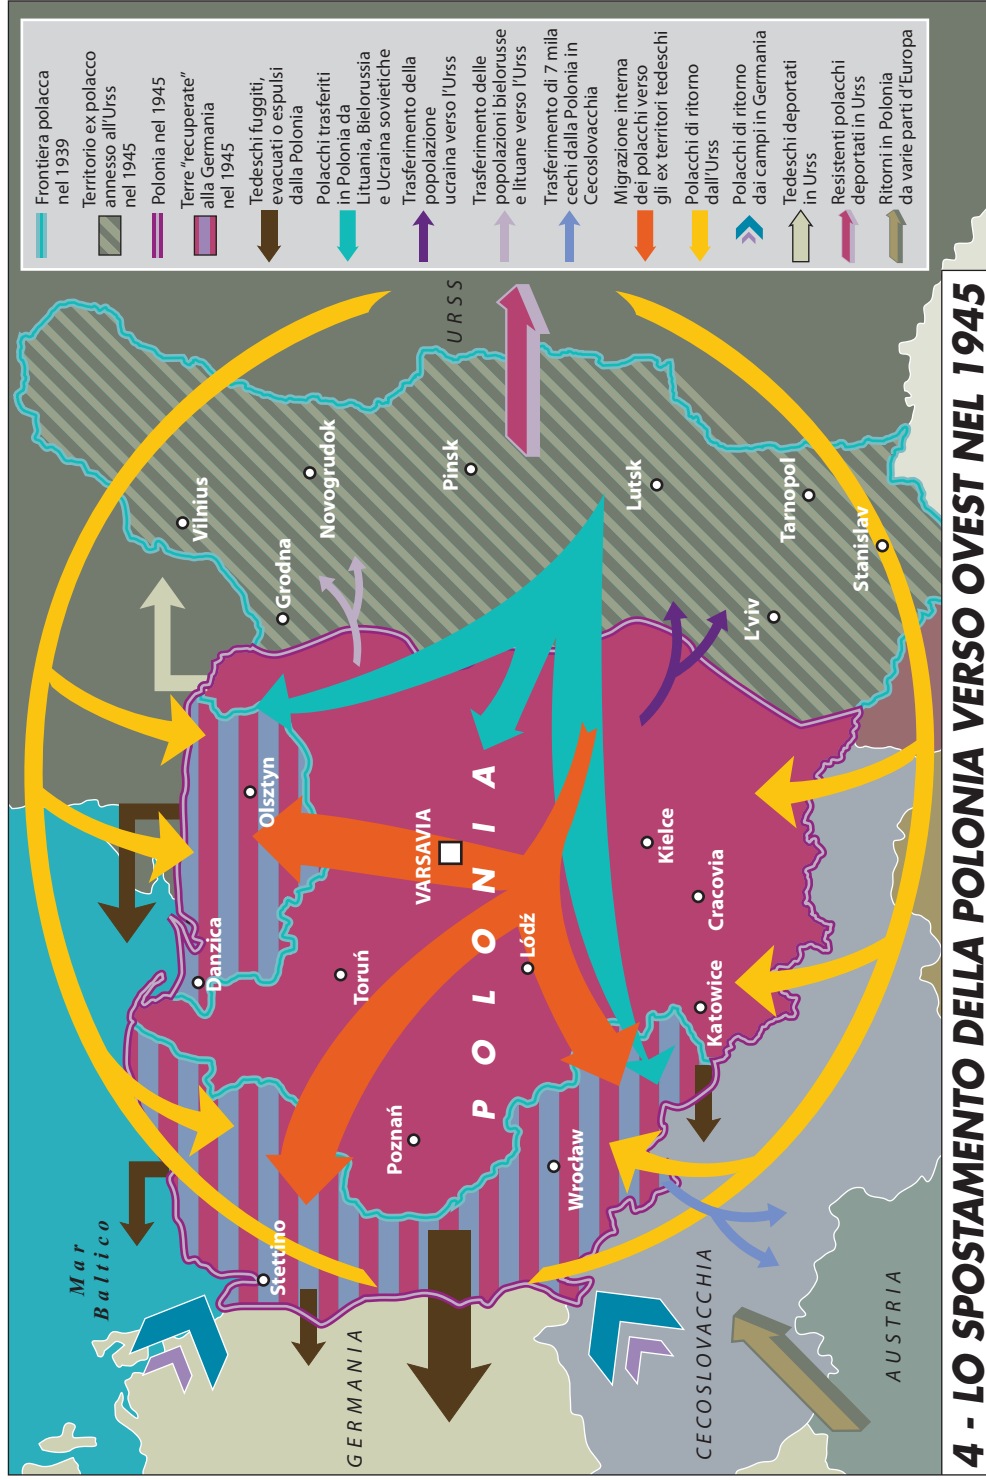 4 - LO SPOSTAMENTO DELLA POLONIA VERSO OVEST NEL 1945
Frontiera polacca
nel 1939
Territorio ex polacco
annesso all'Urss
nel 1945
Polonia nel 1945
Terre "recuperate"
alla Germania
nel 1945
Tedeschi fuggiti,
evacuati o espulsi
dalla Polonia
Polacchi trasferiti
in Polonia da
Lituania, Bielorussia
e Ucraina sovietiche
Trasferimento della
popolazione
ucraina verso l'Urss
Trasferimento delle
popolazioni bielorusse
e lituane verso l'Urss
Trasferimento di 7 mila
cechi dalla Polonia in
Cecoslovacchia
Migrazione interna
dei polacchi verso
gli ex territori tedeschi
Polacchi di ritorno
dall'Urss
Polacchi di ritorno
dai campi in Germania
Tedeschi deportati
in Urss
Resistenti polacchi
deportati in Urss
Ritorni in Polonia
da varie parti d'Europa
Mar
Baltico
GERMANIA
CECOSLOVACCHIA
AUSTRIA
URSS
POLONIA
Stettino
Danzica
Olsztyn
Toruń
Poznań
VARSAVIA
Łódź
Wrocław
Katowice
Cracovia
Kielce
Vilnius
Grodna
Novogrudok
Pinsk
Lutsk
L'viv
Tarnopol
Stanislav